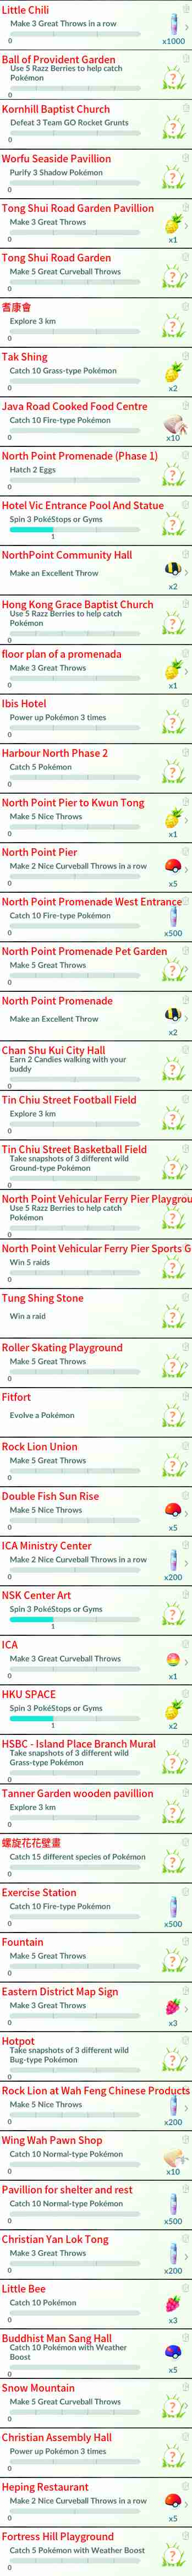 Little Chili
Make 3 Great Throws in a row
0
x1000
Ball of Provident Garden
Use 5 Razz Berries to help catch
Pokémon
0
?
Kornhill Baptist Church
Defeat 3 Team GO Rocket Grunts
0
?
Worfu Seaside Pavillion
Purify 3 Shadow Pokémon
0
?
Tong Shui Road Garden Pavillion
Make 3 Great Throws
0
x1
Tong Shui Road Garden
Make 5 Great Curveball Throws
0
?
耆康會
Explore 3 km
0
?
Tak Shing
Catch 10 Grass-type Pokémon
0
x2
Java Road Cooked Food Centre
Catch 10 Fire-type Pokémon
0
x10
North Point Promenade (Phase 1)
Hatch 2 Eggs
0
?
Hotel Vic Entrance Pool And Statue
Spin 3 PokéStops or Gyms
1
?
NorthPoint Community Hall
Make an Excellent Throw
x2
Hong Kong Grace Baptist Church
Use 5 Razz Berries to help catch
Pokémon
0
?
floor plan of a promenada
Make 3 Great Throws
0
x1
Ibis Hotel
Power up Pokémon 3 times
0
?
Harbour North Phase 2
Catch 5 Pokémon
0
?
North Point Pier to Kwun Tong
Make 5 Nice Throws
0
x1
North Point Pier
Make 2 Nice Curveball Throws in a row
0
x5
North Point Promenade West Entrance
Catch 10 Fire-type Pokémon
0
x500
North Point Promenade Pet Garden
Make 5 Great Throws
0
?
North Point Promenade
Make an Excellent Throw
x2
Chan Shu Kui City Hall
Earn 2 Candies walking with your
buddy
0
?
Tin Chiu Street Football Field
Explore 3 km
0
?
Tin Chiu Street Basketball Field
Take snapshots of 3 different wild
Ground-type Pokémon
0
?
North Point Vehicular Ferry Pier Playgrou
Use 5 Razz Berries to help catch
Pokémon
0
?
North Point Vehicular Ferry Pier Sports G
Win 5 raids
0
?
Tung Shing Stone
Win a raid
?
Roller Skating Playground
Make 5 Great Throws
0
?
Fitfort
Evolve a Pokémon
?
Rock Lion Union
Make 5 Great Throws
0
?
Double Fish Sun Rise
Make 5 Nice Throws
0
x5
ICA Ministry Center
Make 2 Nice Curveball Throws in a row
0
x200
NSK Center Art
Spin 3 PokéStops or Gyms
1
?
ICA
Make 3 Great Curveball Throws
0
x1
HKU SPACE
Spin 3 PokéStops or Gyms
1
x2
HSBC - Island Place Branch Mural
Take snapshots of 3 different wild
Grass-type Pokémon
0
?
Tanner Garden wooden pavillion
Explore 3 km
0
?
螺旋花花壁畫
Catch 15 different species of Pokémon
0
?
Exercise Station
Catch 10 Fire-type Pokémon
0
x500
Fountain
Make 5 Great Throws
0
?
Eastern District Map Sign
Make 3 Great Throws
0
x3
Hotpot
Take snapshots of 3 different wild
Bug-type Pokémon
0
?
Rock Lion at Wah Feng Chinese Products
Make 5 Nice Throws
0
x200
Wing Wah Pawn Shop
Catch 10 Normal-type Pokémon
0
x10
Pavillion for shelter and rest
Catch 10 Normal-type Pokémon
0
x500
Christian Yan Lok Tong
Make 3 Great Throws
0
x200
Little Bee
Catch 10 Pokémon
0
x3
Buddhist Man Sang Hall
Catch 10 Pokémon with Weather
Boost
0
x5
Snow Mountain
Make 5 Great Curveball Throws
0
?
Christian Assembly Hall
Power up Pokémon 3 times
0
?
Heping Restaurant
Make 2 Nice Curveball Throws in a row
0
x5
Fortress Hill Playground
Catch 5 Pokémon with Weather Boost
0
?